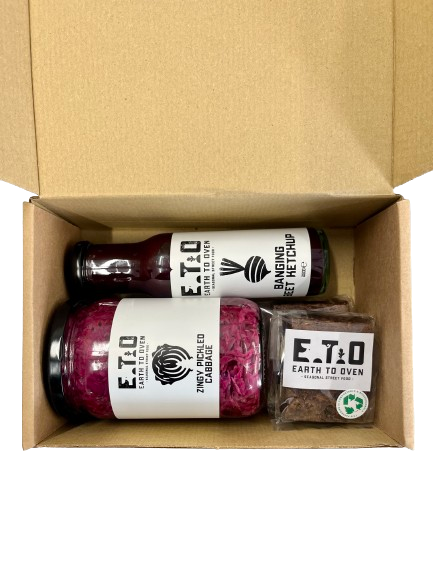 E.T.O
EARTH TO OVEN
- SEASONAL STREET FOOD -
BANGING
BEET KETCHUP
E.T.O
EARTH TO OVEN
- SEASONAL STREET FOOD -
ZINGY PICKLED
CABBAGE
E.T.O
EARTH TO OVEN
- SEASONAL STREET FOOD -